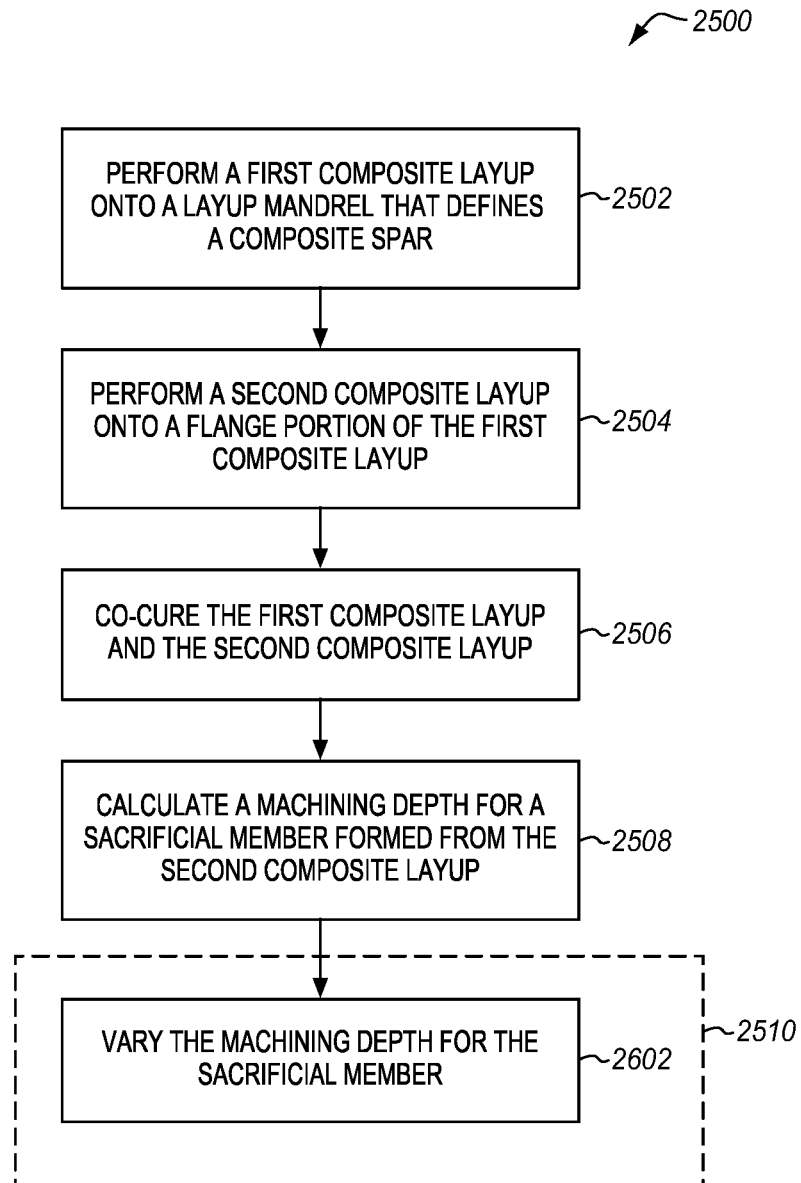 2500
PERFORM A FIRST COMPOSITE LAYUP
ONTO A LAYUP MANDREL THAT DEFINES
A COMPOSITE SPAR
2502
PERFORM A SECOND COMPOSITE LAYUP
ONTO A FLANGE PORTION OF THE FIRST
COMPOSITE LAYUP
2504
CO-CURE THE FIRST COMPOSITE LAYUP
AND THE SECOND COMPOSITE LAYUP
2506
CALCULATE A MACHINING DEPTH FOR A
SACRIFICIAL MEMBER FORMED FROM THE
SECOND COMPOSITE LAYUP
2508
VARY THE MACHINING DEPTH FOR THE
SACRIFICIAL MEMBER
2602
2510